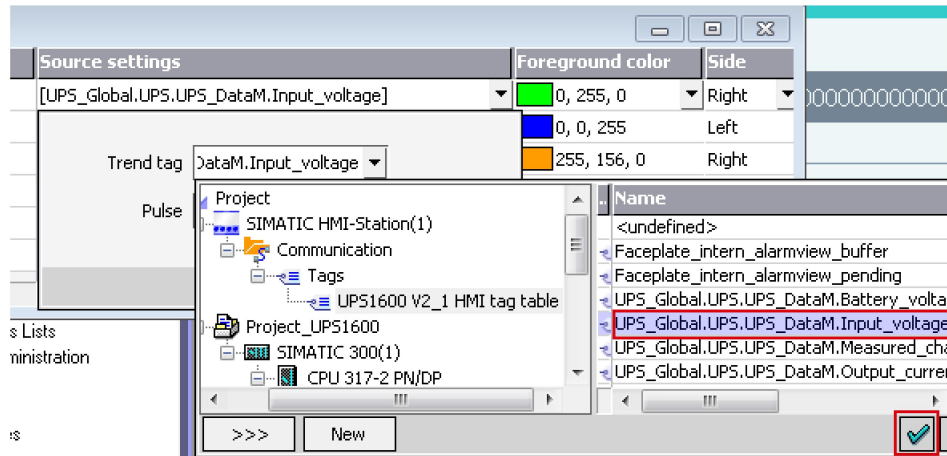 Source settings Foreground color Side
[UPS_Global.UPS.UPS_DataM.Input_voltage] 0, 255, 0 Right
0, 0, 255 Left
255, 156, 0 Right
Trend tag DataM.Input_voltage
Pulse
Project
SIMATIC HMI-Station(1)
Communication
Tags
UPS1600 V2_1 HMI tag table
Project_UPS1600
SIMATIC 300(1)
CPU 317-2 PN/DP
>>> New
.. Name
<undefined>
Faceplate_intern_alarmview_buffer
Faceplate_intern_alarmview_pending
UPS_Global.UPS.UPS_DataM.Battery_volta
UPS_Global.UPS.UPS_DataM.Input_voltage
UPS_Global.UPS.UPS_DataM.Measured_cha
UPS_Global.UPS.UPS_DataM.Output_curre
s Lists
ministration
es
000000000000